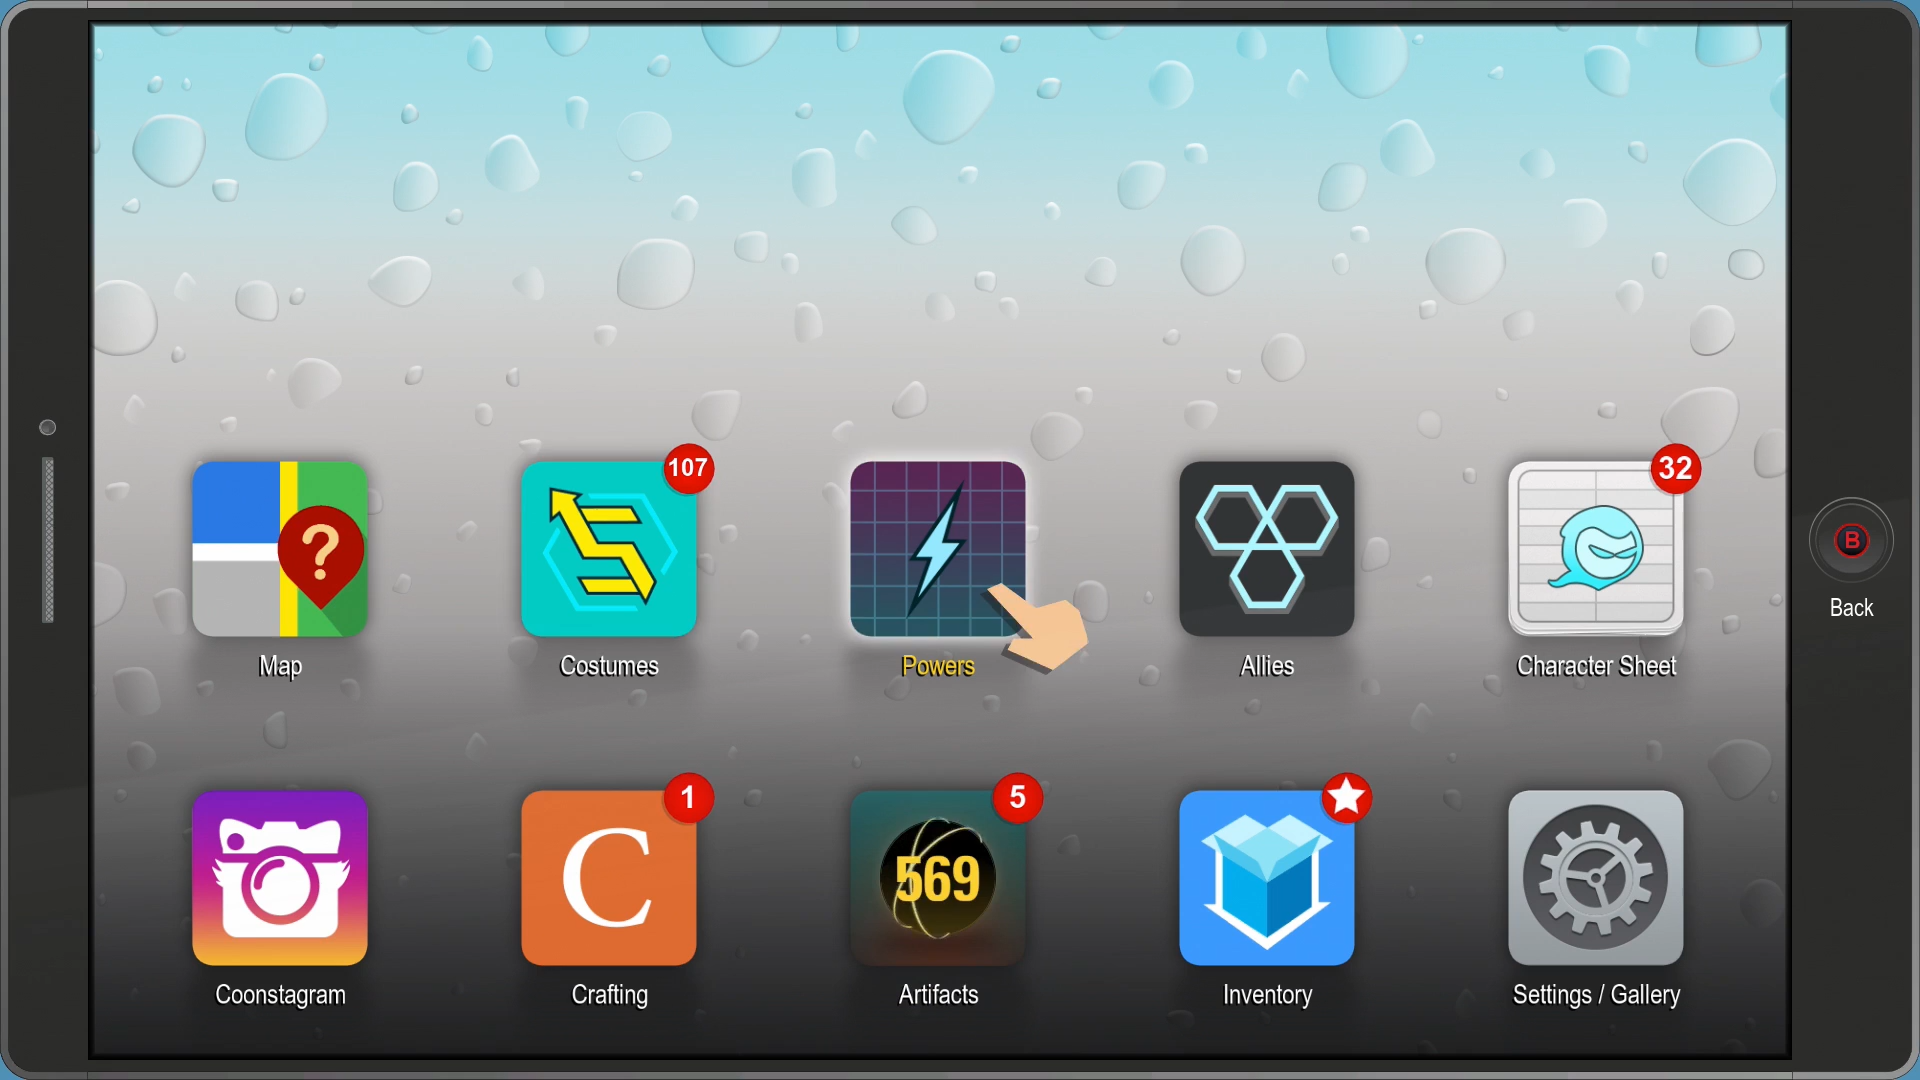 107
32
?
B
Back
Map
Costumes
Powers
Allies
Character Sheet
1
5
C
569
Coonstagram
Crafting
Artifacts
Inventory
Settings / Gallery